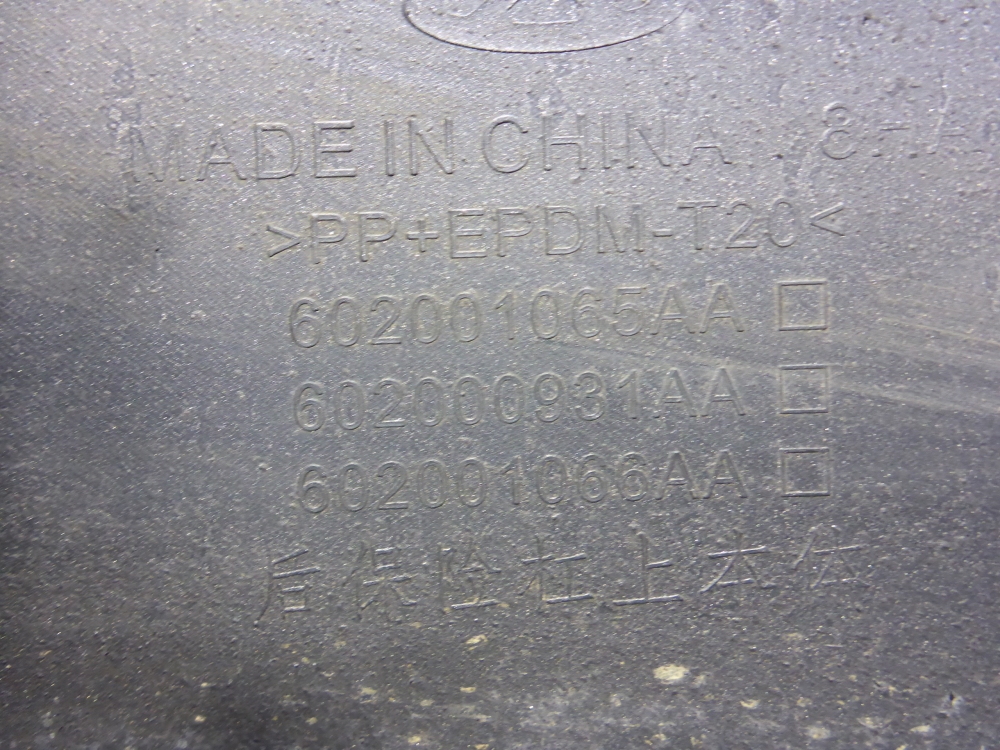 MADE IN CHINA
>PP+EPDM-T20<
602001065AA □
602000931AA □
602001066AA □
后保险杠上本体